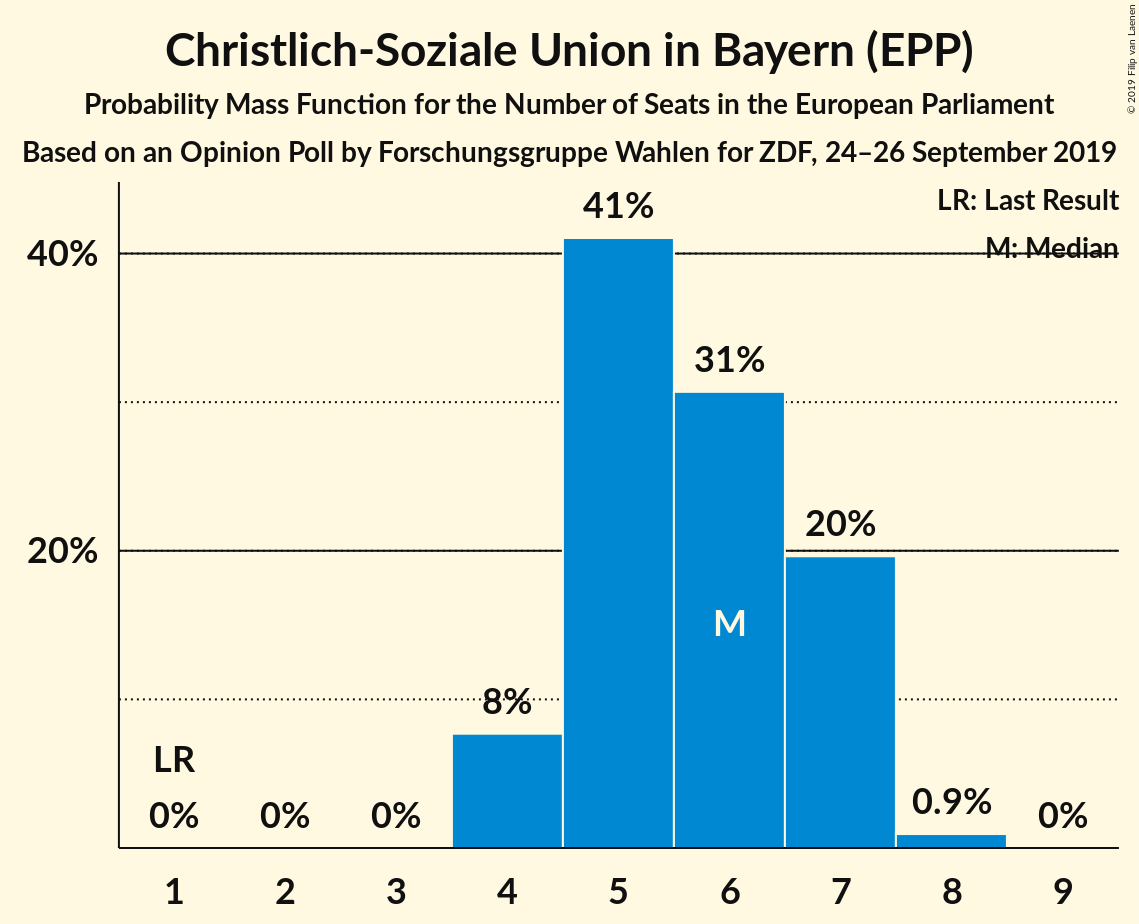 Christlich-Soziale Union in Bayern (EPP)
Probability Mass Function for the Number of Seats in the European Parliament
Based on an Opinion Poll by Forschungsgruppe Wahlen for ZDF, 24–26 September 2019
© 2019 Filip van Laenen
LR: Last Result
M: Median
41%
40%
31%
20%
20%
M
8%
LR
0% 0% 0% 0.9% 0%
1 2 3 4 5 6 7 8 9